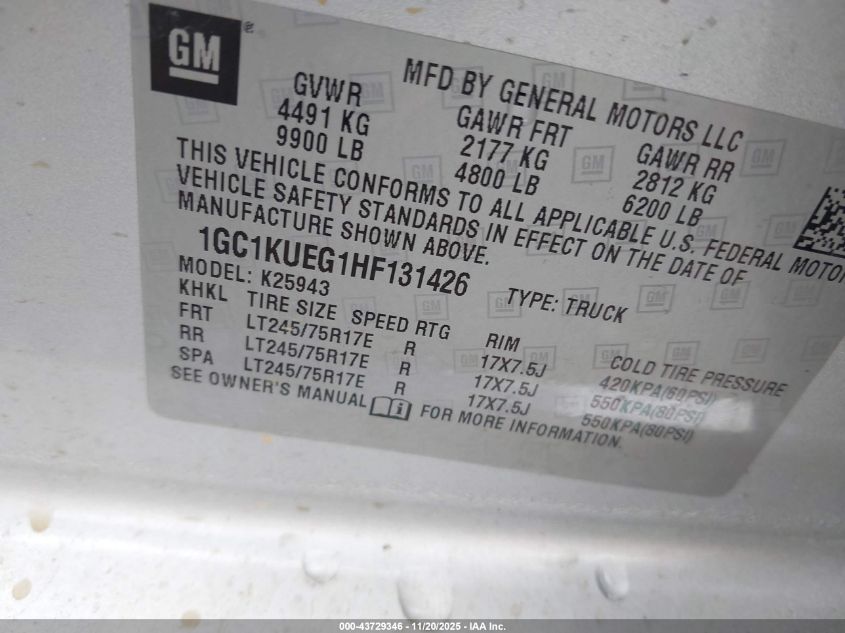 GM
MFD BY GENERAL MOTORS LLC
GVWR GAWR FRT GAWR RR
4491 KG 2177 KG 2812 KG
9900 LB 4800 LB 6200 LB
THIS VEHICLE CONFORMS TO ALL APPLICABLE U.S. FEDERAL MOTOR
VEHICLE SAFETY STANDARDS IN EFFECT ON THE DATE OF
MANUFACTURE SHOWN ABOVE.
1GC1KUEG1HF131426 TYPE: TRUCK
MODEL: K25943
KHKL TIRE SIZE SPEED RTG RIM COLD TIRE PRESSURE
FRT LT245/75R17E R 17X7.5J 420KPA(60PSI)
RR LT245/75R17E R 17X7.5J 550KPA(80PSI)
SPA LT245/75R17E R 17X7.5J 550KPA(80PSI)
SEE OWNER'S MANUAL FOR MORE INFORMATION.
000-43729346 - 11/20/2025 - IAA Inc.